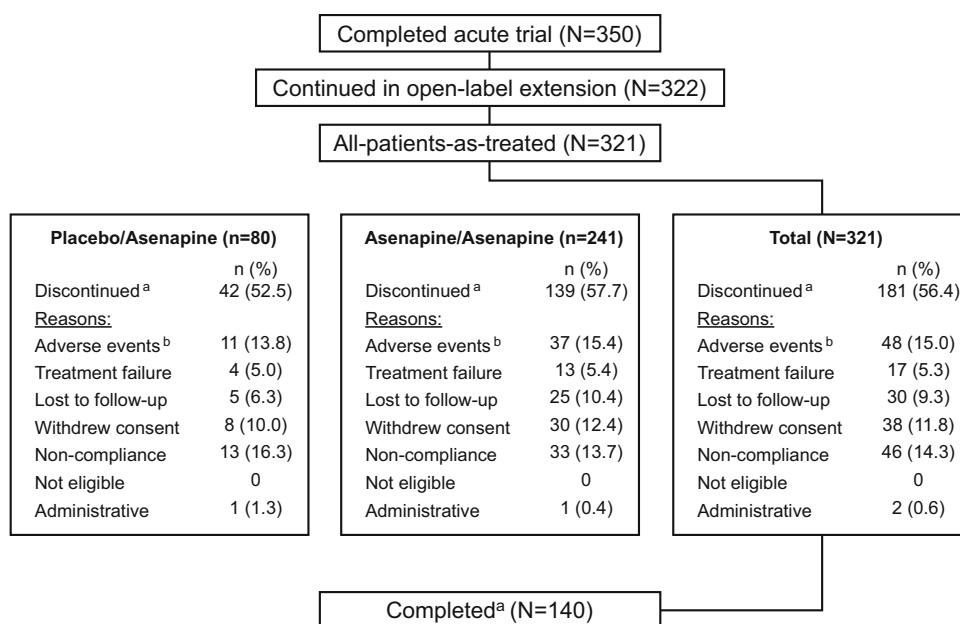 Completed acute trial (N=350)
Continued in open-label extension (N=322)
All-patients-as-treated (N=321)
Placebo/Asenapine (n=80)
n (%)
Discontinued a 42 (52.5)
Reasons:
Adverse events b 11 (13.8)
Treatment failure 4 (5.0)
Lost to follow-up 5 (6.3)
Withdrew consent 8 (10.0)
Non-compliance 13 (16.3)
Not eligible 0
Administrative 1 (1.3)
Asenapine/Asenapine (n=241)
n (%)
Discontinued a 139 (57.7)
Reasons:
Adverse events b 37 (15.4)
Treatment failure 13 (5.4)
Lost to follow-up 25 (10.4)
Withdrew consent 30 (12.4)
Non-compliance 33 (13.7)
Not eligible 0
Administrative 1 (0.4)
Total (N=321)
n (%)
Discontinued a 181 (56.4)
Reasons:
Adverse events b 48 (15.0)
Treatment failure 17 (5.3)
Lost to follow-up 30 (9.3)
Withdrew consent 38 (11.8)
Non-compliance 46 (14.3)
Not eligible 0
Administrative 2 (0.6)
Completed a (N=140)